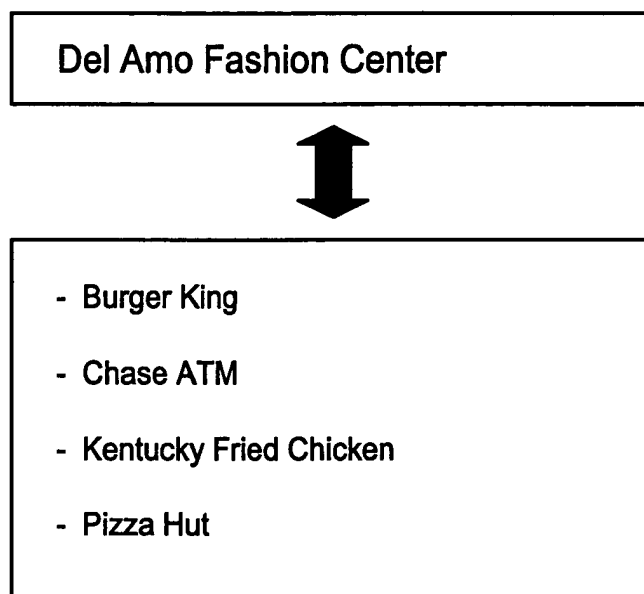 Del Amo Fashion Center
- Burger King
- Chase ATM
- Kentucky Fried Chicken
- Pizza Hut